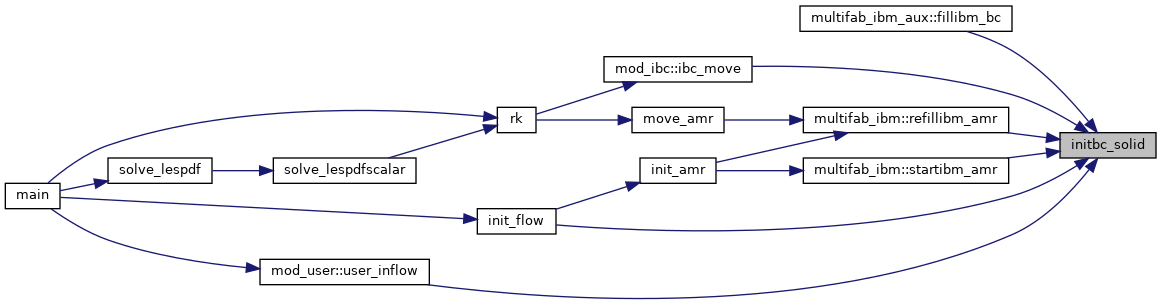 multifab_ibm_aux::fillibm_bc
mod_ibc::ibc_move
rk
move_amr
multifab_ibm::refillibm_amr
initbc_solid
solve_lespdf
solve_lespdfscalar
init_amr
multifab_ibm::startibm_amr
main
init_flow
mod_user::user_inflow